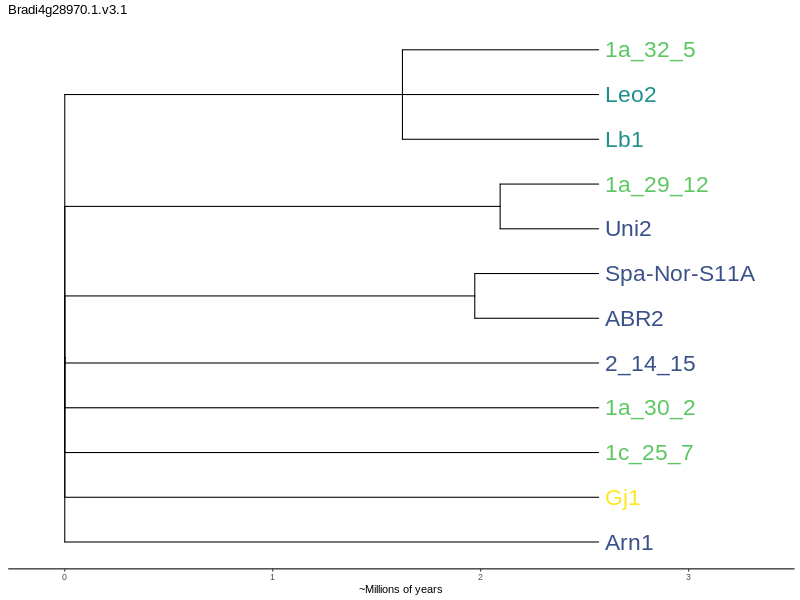 Bradi4g28970.1.v3.1
1a_32_5
Leo2
Lb1
1a_29_12
Uni2
Spa-Nor-S11A
ABR2
2_14_15
1a_30_2
1c_25_7
Gj1
Arn1
0 1 2 3
~Millions of years